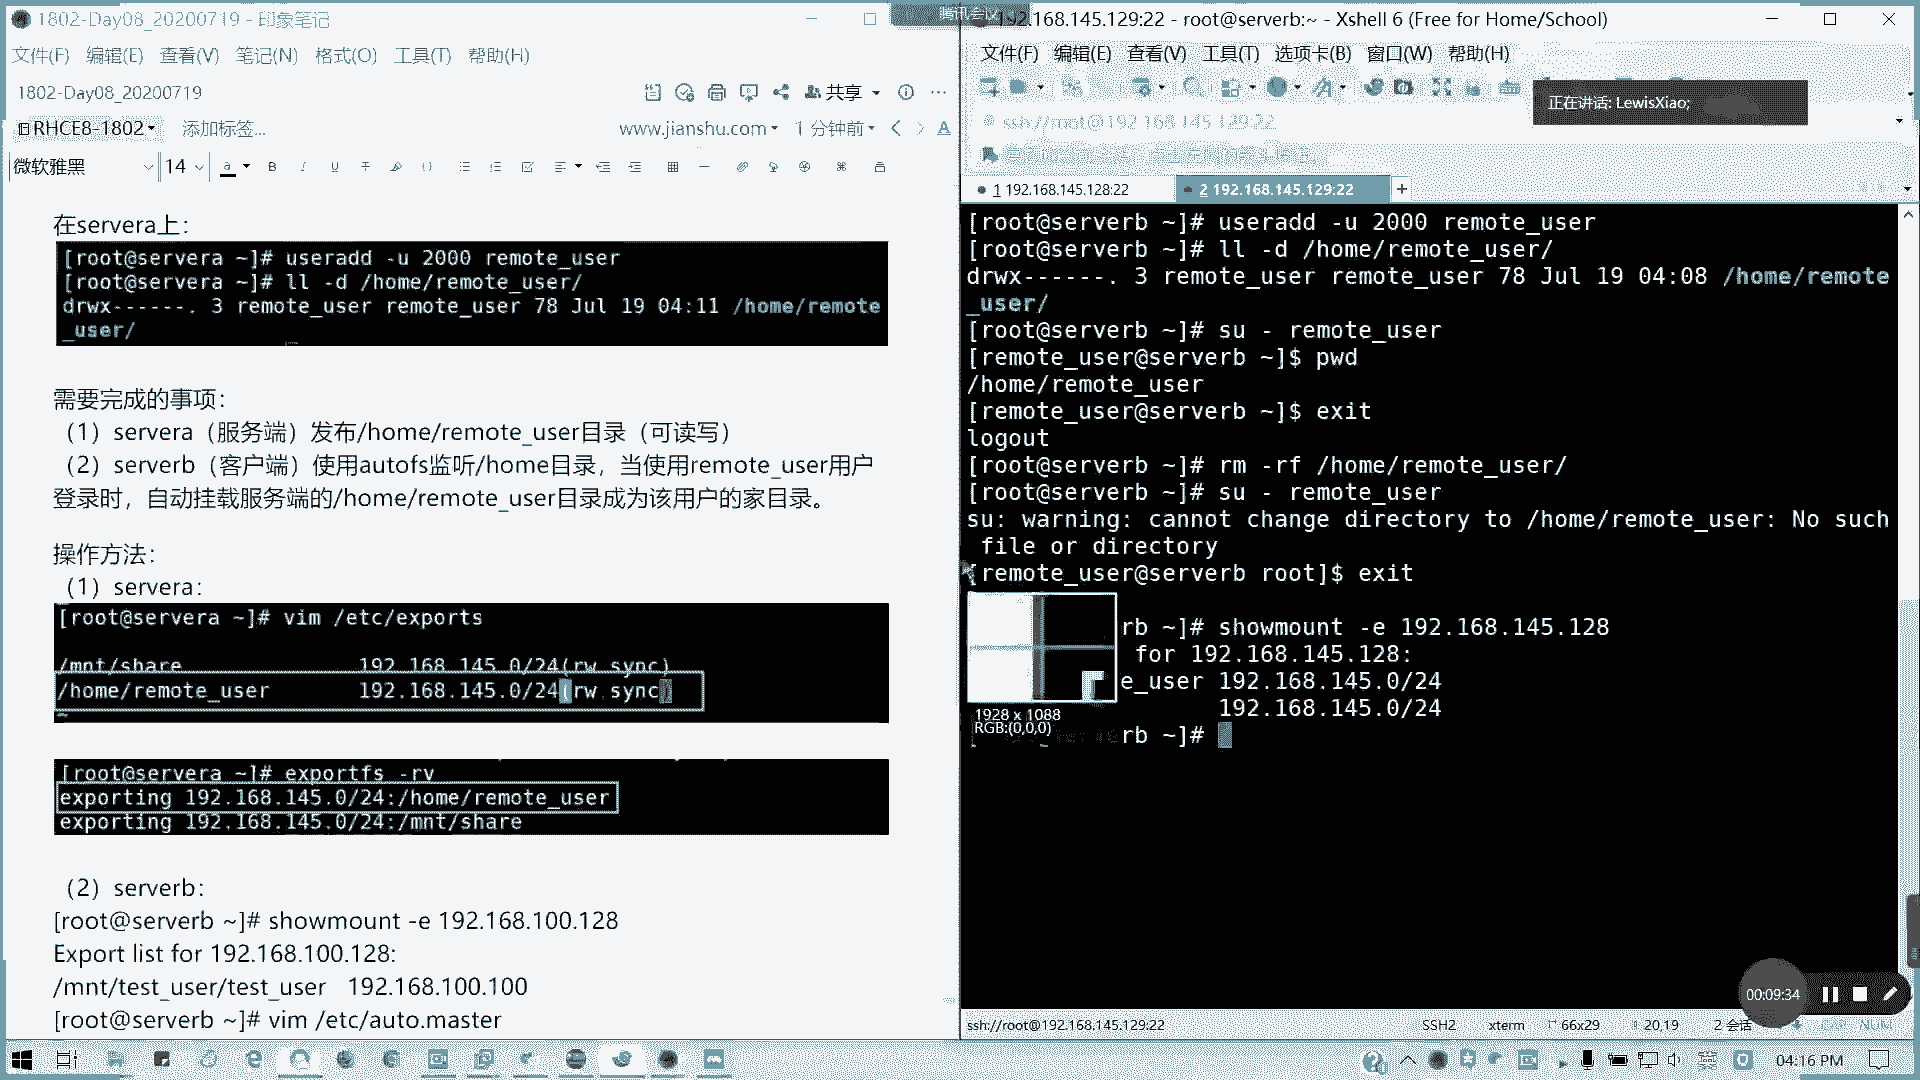 1802-Day08_20200719 - 印象笔记
文件(F) 编辑(E) 查看(V) 笔记(N) 格式(O) 工具(T) 帮助(H)
1802-Day08_20200719
共享
RHCE8-1802 添加标签...
www.jianshu.com 1 分钟前
微软雅黑 14
在servera上：
[root@servera ~]# useradd -u 2000 remote_user
[root@servera ~]# ll -d /home/remote_user/
drwx------. 3 remote_user remote_user 78 Jul 19 04:11 /home/remote
_user/
需要完成的事项：
（1）servera（服务端）发布/home/remote_user目录（可读写）
（2）serverb（客户端）使用autofs监听/home目录，当使用remote_user用户
登录时，自动挂载服务端的/home/remote_user目录成为该用户的家目录。
操作方法：
（1）servera：
[root@servera ~]# vim /etc/exports
/mnt/share 192.168.145.0/24(rw,sync)
/home/remote_user 192.168.145.0/24(rw,sync)
~
[root@servera ~]# exportfs -rv
exporting 192.168.145.0/24:/home/remote_user
exporting 192.168.145.0/24:/mnt/share
（2）serverb：
[root@serverb ~]# showmount -e 192.168.100.128
Export list for 192.168.100.128:
/mnt/test_user/test_user 192.168.100.100
[root@serverb ~]# vim /etc/auto.master
腾讯会议
192.168.145.129:22 - root@serverb:~ - Xshell 6 (Free for Home/School)
文件(F) 编辑(E) 查看(V) 工具(T) 选项卡(B) 窗口(W) 帮助(H)
正在讲话: LewisXiao;
ssh://root@192.168.145.129:22
1 192.168.145.128:22 2 192.168.145.129:22 +
[root@serverb ~]# useradd -u 2000 remote_user
[root@serverb ~]# ll -d /home/remote_user/
drwx------. 3 remote_user remote_user 78 Jul 19 04:08 /home/remote
_user/
[root@serverb ~]# su - remote_user
[remote_user@serverb ~]$ pwd
/home/remote_user
[remote_user@serverb ~]$ exit
logout
[root@serverb ~]# rm -rf /home/remote_user/
[root@serverb ~]# su - remote_user
su: warning: cannot change directory to /home/remote_user: No such
file or directory
[remote_user@serverb root]$ exit
rb ~]# showmount -e 192.168.145.128
for 192.168.145.128:
e_user 192.168.145.0/24
192.168.145.0/24
rb ~]#
1928 x 1088
RGB:(0,0,0)
00:09:34
ssh://root@192.168.145.129:22 SSH2 xterm 66x29 20,19 2 会话 CAP NUM
英 04:16 PM